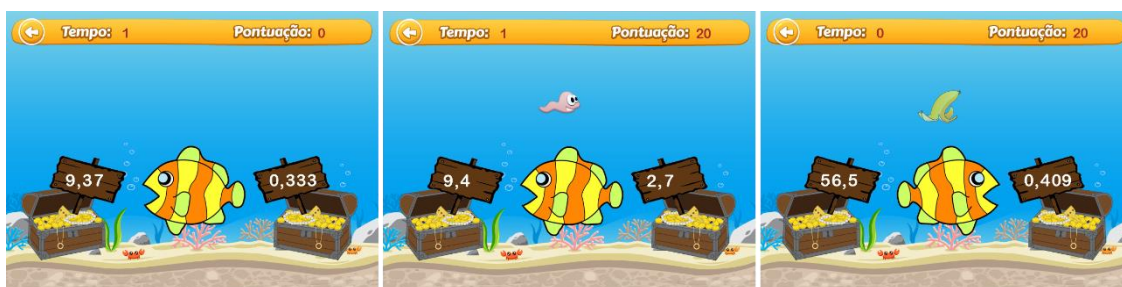 Tempo: 1 Pontuação: 0
9,37 0,333
Tempo: 1 Pontuação: 20
9,4 2,7
Tempo: 0 Pontuação: 20
56,5 0,409